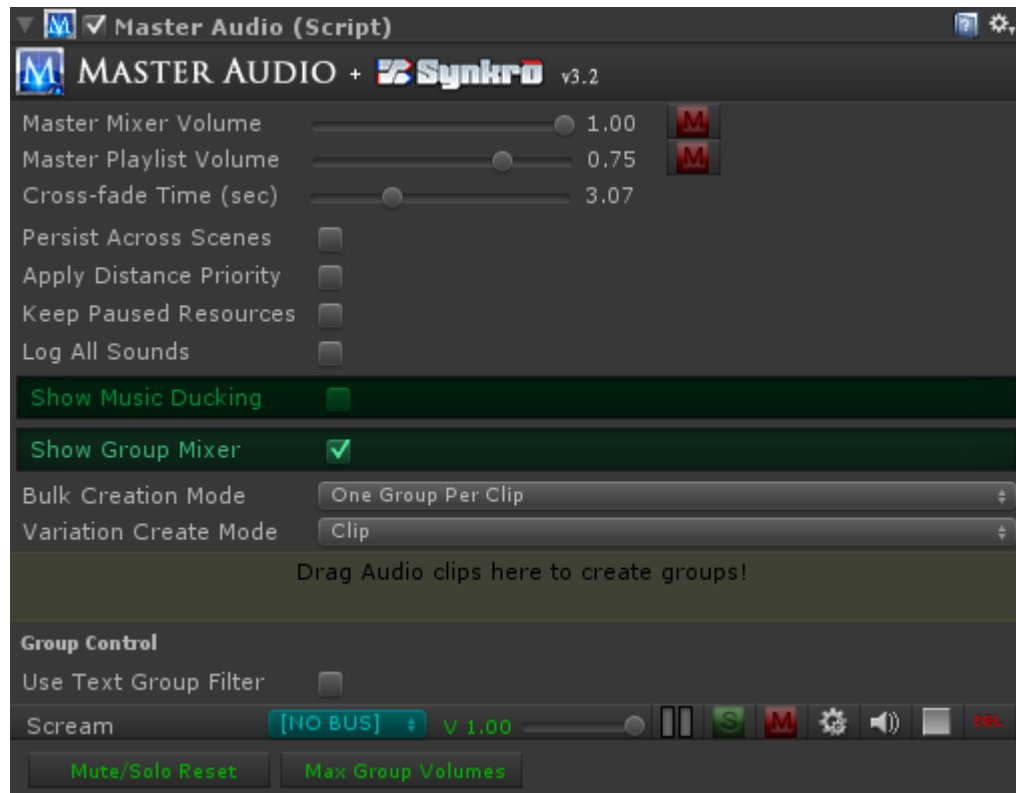 Master Audio (Script)
MASTER AUDIO + Synkrō v3.2
Master Mixer Volume 1.00 M
Master Playlist Volume 0.75 M
Cross-fade Time (sec) 3.07
Persist Across Scenes
Apply Distance Priority
Keep Paused Resources
Log All Sounds
Show Music Ducking
Show Group Mixer
Bulk Creation Mode One Group Per Clip
Variation Create Mode Clip
Drag Audio clips here to create groups!
Group Control
Use Text Group Filter
Scream [NO BUS] V 1.00 S M DEL
Mute/Solo Reset Max Group Volumes